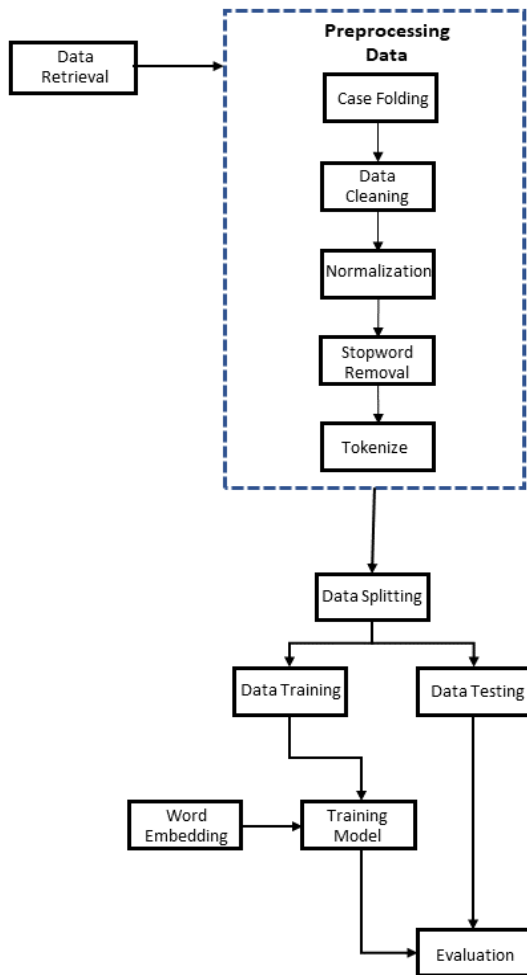 Data
Retrieval
Preprocessing
Data
Case Folding
Data
Cleaning
Normalization
Stopword
Removal
Tokenize
Data Splitting
Data Training
Data Testing
Word
Embedding
Training
Model
Evaluation